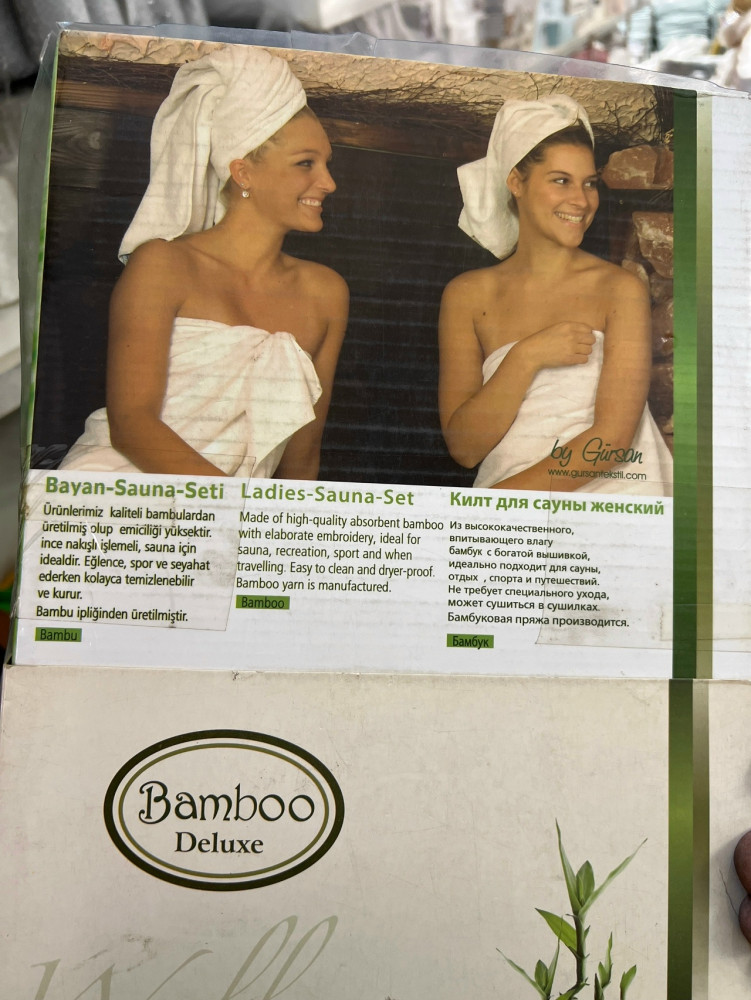 by Gürsan
www.gursantekstil.com
Bayan-Sauna-Seti
Ürünlerimiz kaliteli bambulardan
üretilmiş olup emiciliği yüksektir.
ince nakışlı işlemeli, sauna için
idealdir. Eğlence, spor ve seyahat
ederken kolayca temizlenebilir
ve kurur.
Bambu ipliğinden üretilmiştir.
Bambu
Ladies-Sauna-Set
Made of high-quality absorbent bamboo
with elaborate embroidery, ideal for
sauna, recreation, sport and when
travelling. Easy to clean and dryer-proof.
Bamboo yarn is manufactured.
Bamboo
Килт для сауны женский
Из высококачественного,
впитывающего влагу
бамбук с богатой вышивкой,
идеально подходит для сауны,
отдых , спорта и путешествий.
Не требует специального ухода,
может сушиться в сушилках.
Бамбуковая пряжа производится.
Бамбук
Bamboo
Deluxe